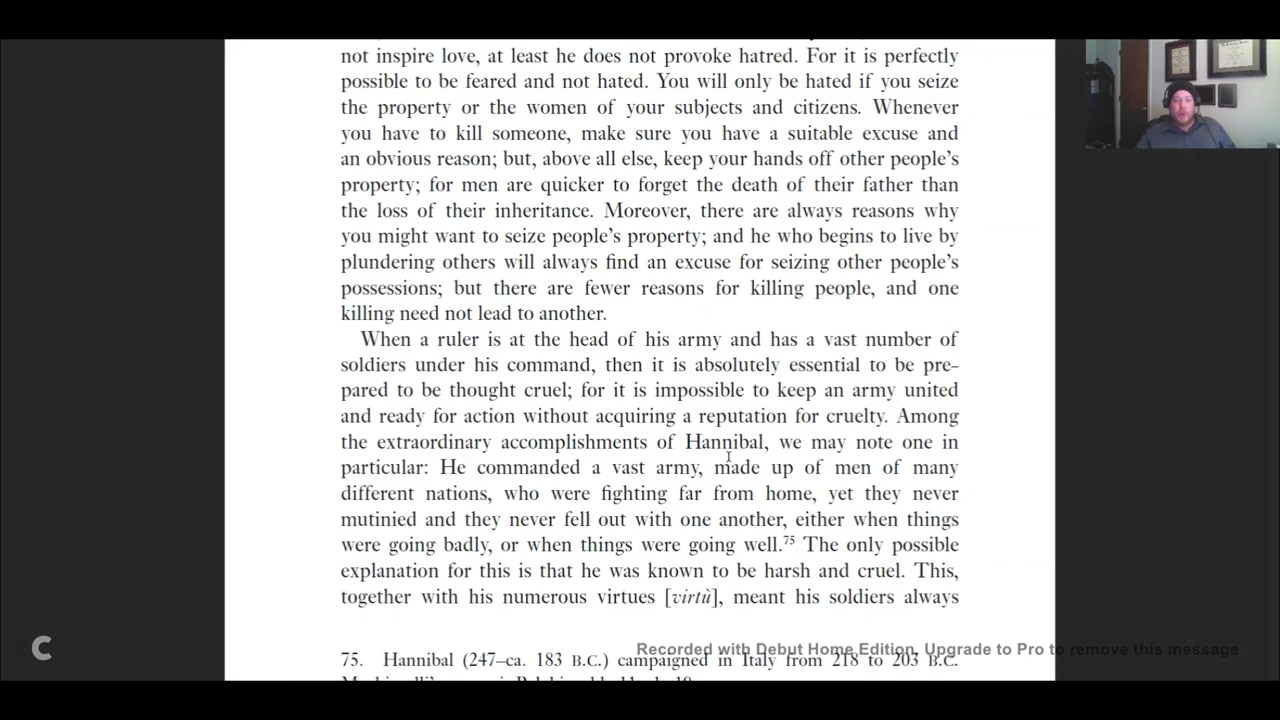 not inspire love, at least he does not provoke hatred. For it is perfectly
possible to be feared and not hated. You will only be hated if you seize
the property or the women of your subjects and citizens. Whenever
you have to kill someone, make sure you have a suitable excuse and
an obvious reason; but, above all else, keep your hands off other people's
property; for men are quicker to forget the death of their father than
the loss of their inheritance. Moreover, there are always reasons why
you might want to seize people's property; and he who begins to live by
plundering others will always find an excuse for seizing other people's
possessions; but there are fewer reasons for killing people, and one
killing need not lead to another.
When a ruler is at the head of his army and has a vast number of
soldiers under his command, then it is absolutely essential to be pre-
pared to be thought cruel; for it is impossible to keep an army united
and ready for action without acquiring a reputation for cruelty. Among
the extraordinary accomplishments of Hannibal, we may note one in
particular: He commanded a vast army, made up of men of many
different nations, who were fighting far from home, yet they never
mutinied and they never fell out with one another, either when things
were going badly, or when things were going well.75 The only possible
explanation for this is that he was known to be harsh and cruel. This,
together with his numerous virtues [virtù], meant his soldiers always
C
Recorded with Debut Home Edition. Upgrade to Pro to remove this message
75. Hannibal (247–ca. 183 B.C.) campaigned in Italy from 218 to 203 B.C.